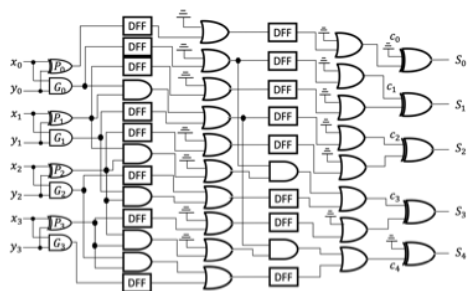 DFF
DFF
c₀
x₀ P₀ DFF DFF S₀
DFF
y₀ G₀ DFF c₁
x₁ P₁ DFF DFF S₁
DFF
y₁ G₁ c₂
DFF S₂
x₂ P₂
DFF
y₂ G₂ DFF c₃
x₃ P₃ DFF DFF S₃
y₃ G₃ S₄
DFF DFF c₄